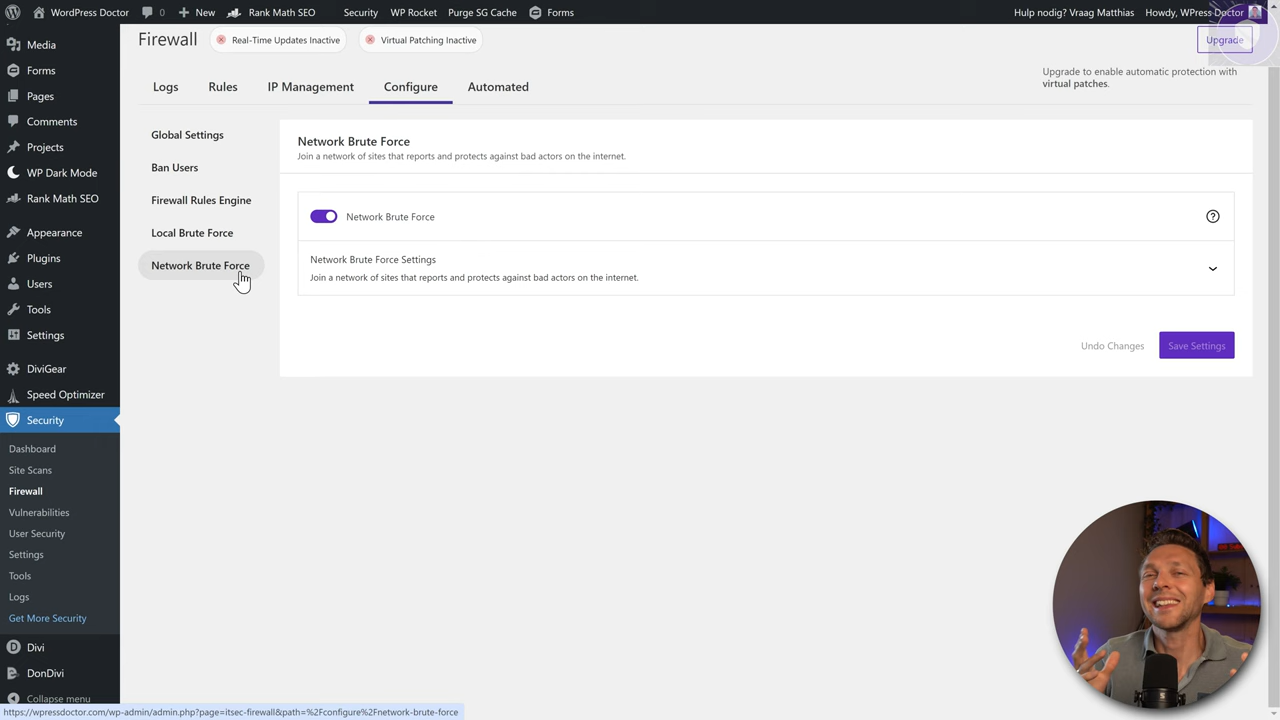 WordPress Doctor
0
New
Rank Math SEO
Security
WP Rocket
Purge SG Cache
Forms
Hulp nodig? Vraag Matthias
Howdy, WPress Doctor
Media
Forms
Pages
Comments
Projects
WP Dark Mode
Rank Math SEO
Appearance
Plugins
Users
Tools
Settings
DiviGear
Speed Optimizer
Security
Dashboard
Site Scans
Firewall
Vulnerabilities
User Security
Settings
Tools
Logs
Get More Security
Divi
DonDivi
Collapse menu
Firewall
Real-Time Updates Inactive
Virtual Patching Inactive
Upgrade
Upgrade to enable automatic protection with
virtual patches.
Logs
Rules
IP Management
Configure
Automated
Global Settings
Ban Users
Firewall Rules Engine
Local Brute Force
Network Brute Force
Network Brute Force
Join a network of sites that reports and protects against bad actors on the internet.
Network Brute Force
Network Brute Force Settings
Join a network of sites that reports and protects against bad actors on the internet.
Undo Changes
Save Settings
https://wpressdoctor.com/wp-admin/admin.php?page=itsec-firewall&path=%2Fconfigure%2Fnetwork-brute-force